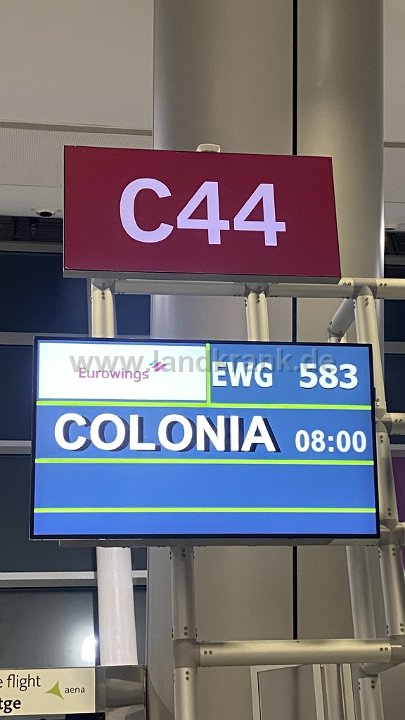 C44
www.landkrank.de
Eurowings EWG 583
COLONIA 08:00
e flight
aena
tge